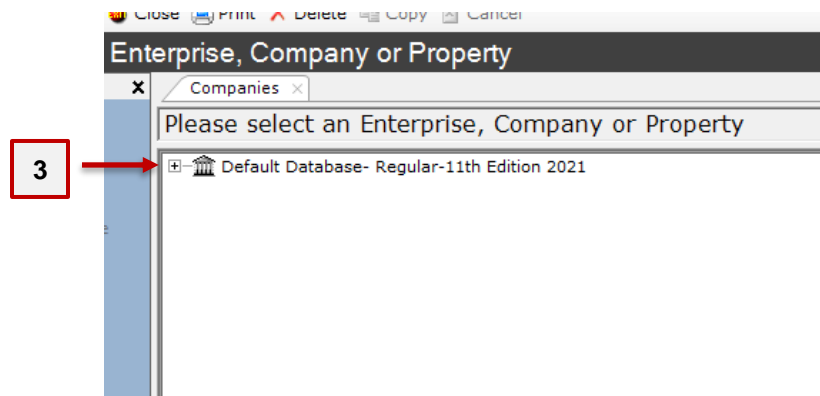 Close Print Delete Copy Cancel
Enterprise, Company or Property
Companies
Please select an Enterprise, Company or Property
3
Default Database- Regular-11th Edition 2021
e